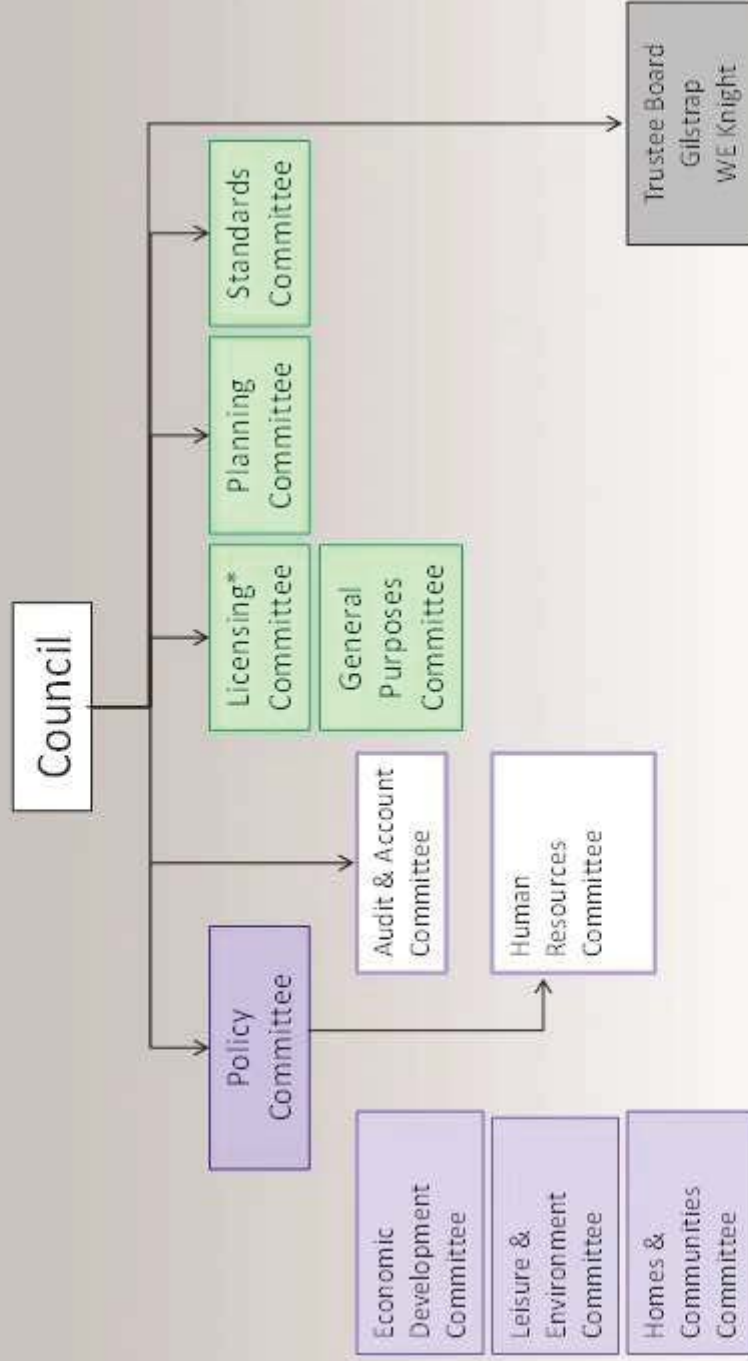 Council
Policy
Committee
Licensing*
Committee
Planning
Committee
Standards
Committee
General
Purposes
Committee
Audit & Account
Committee
Human
Resources
Committee
Economic
Development
Committee
Leisure &
Environment
Committee
Homes &
Communities
Committee
Trustee Board
Gilstrap
WE Knight